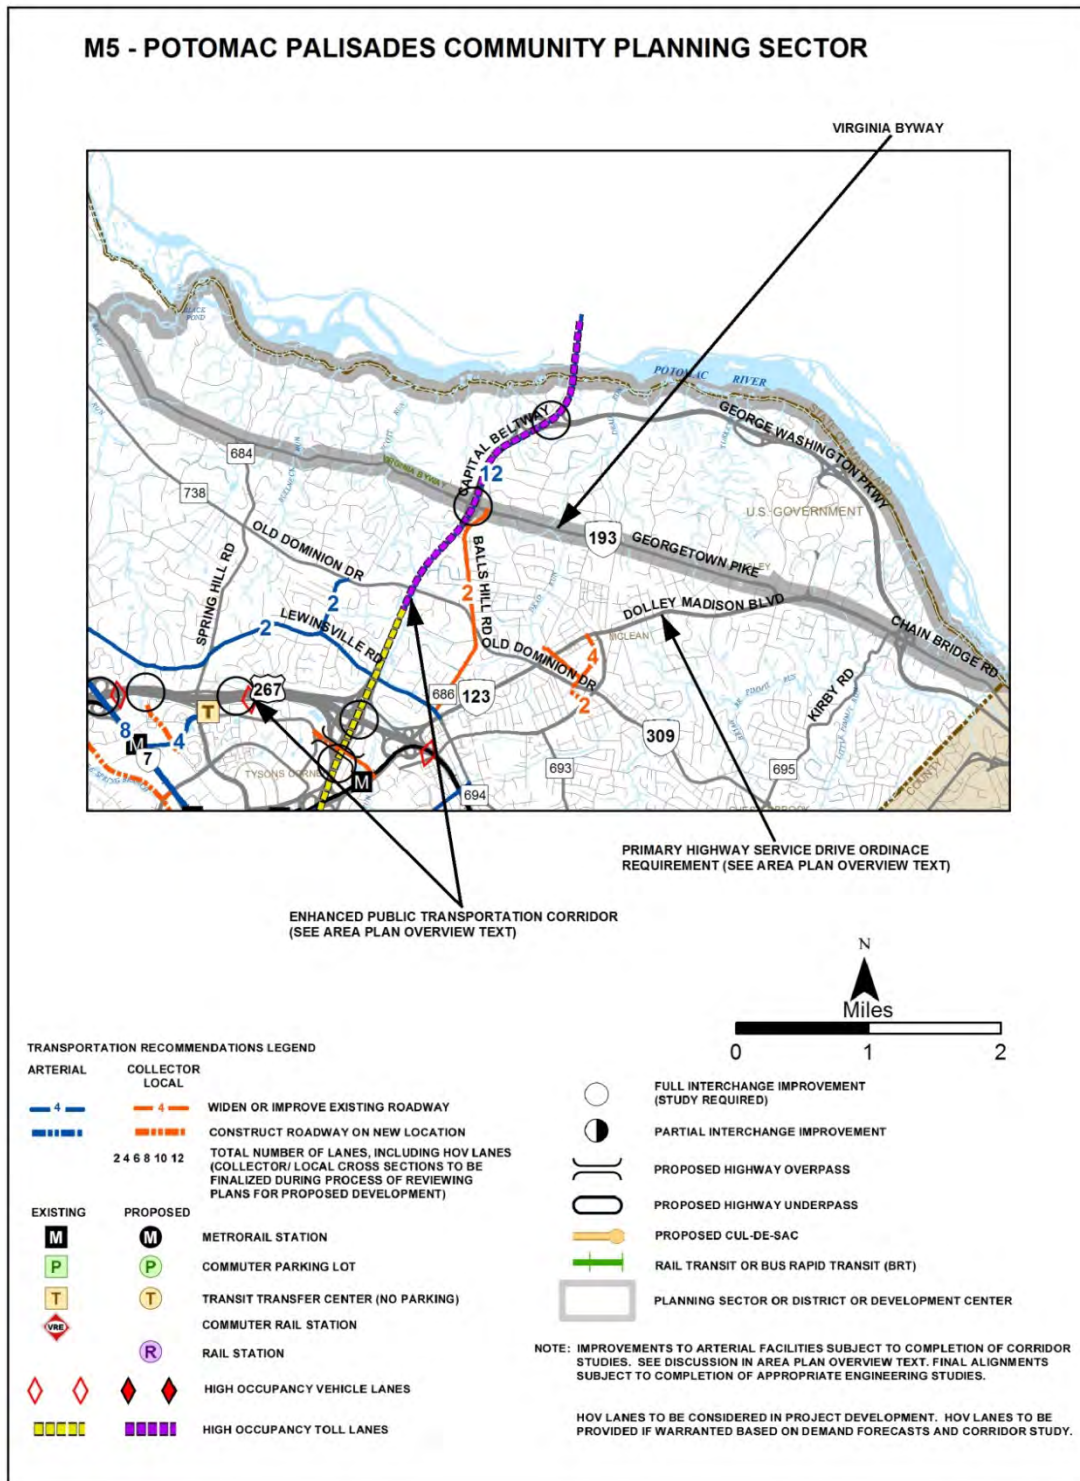 M5 - POTOMAC PALISADES COMMUNITY PLANNING SECTOR
VIRGINIA BYWAY
BLACK POND
POTOMAC RIVER
CAPITAL BELTWAY
GEORGE WASHINGTON PKWY
684
VIRGINIA BYWAY
12
738
U.S. GOVERNMENT
193
GEORGETOWN PIKE
OLD DOMINION DR
BALLS HILL RD
SPRING HILL RD
2
2
DOLLEY MADISON BLVD
LEWINSVILLE RD
2
MCLEAN
CHAIN BRIDGE RD
OLD DOMINION DR
4
KIRBY RD
267
686
123
2
T
8
4
309
M
7
TYSONS CORNER
M
693
695
694
COUNTY
PRIMARY HIGHWAY SERVICE DRIVE ORDINACE
REQUIREMENT (SEE AREA PLAN OVERVIEW TEXT)
ENHANCED PUBLIC TRANSPORTATION CORRIDOR
(SEE AREA PLAN OVERVIEW TEXT)
N
Miles
0 1 2
TRANSPORTATION RECOMMENDATIONS LEGEND
ARTERIAL COLLECTOR
LOCAL
4 4 WIDEN OR IMPROVE EXISTING ROADWAY
CONSTRUCT ROADWAY ON NEW LOCATION
2 4 6 8 10 12 TOTAL NUMBER OF LANES, INCLUDING HOV LANES
(COLLECTOR/ LOCAL CROSS SECTIONS TO BE
FINALIZED DURING PROCESS OF REVIEWING
PLANS FOR PROPOSED DEVELOPMENT)
EXISTING PROPOSED
M M METRORAIL STATION
P P COMMUTER PARKING LOT
T T TRANSIT TRANSFER CENTER (NO PARKING)
VRE COMMUTER RAIL STATION
R RAIL STATION
HIGH OCCUPANCY VEHICLE LANES
HIGH OCCUPANCY TOLL LANES
FULL INTERCHANGE IMPROVEMENT
(STUDY REQUIRED)
PARTIAL INTERCHANGE IMPROVEMENT
PROPOSED HIGHWAY OVERPASS
PROPOSED HIGHWAY UNDERPASS
PROPOSED CUL-DE-SAC
RAIL TRANSIT OR BUS RAPID TRANSIT (BRT)
PLANNING SECTOR OR DISTRICT OR DEVELOPMENT CENTER
NOTE: IMPROVEMENTS TO ARTERIAL FACILITIES SUBJECT TO COMPLETION OF CORRIDOR
STUDIES. SEE DISCUSSION IN AREA PLAN OVERVIEW TEXT. FINAL ALIGNMENTS
SUBJECT TO COMPLETION OF APPROPRIATE ENGINEERING STUDIES.
HOV LANES TO BE CONSIDERED IN PROJECT DEVELOPMENT. HOV LANES TO BE
PROVIDED IF WARRANTED BASED ON DEMAND FORECASTS AND CORRIDOR STUDY.